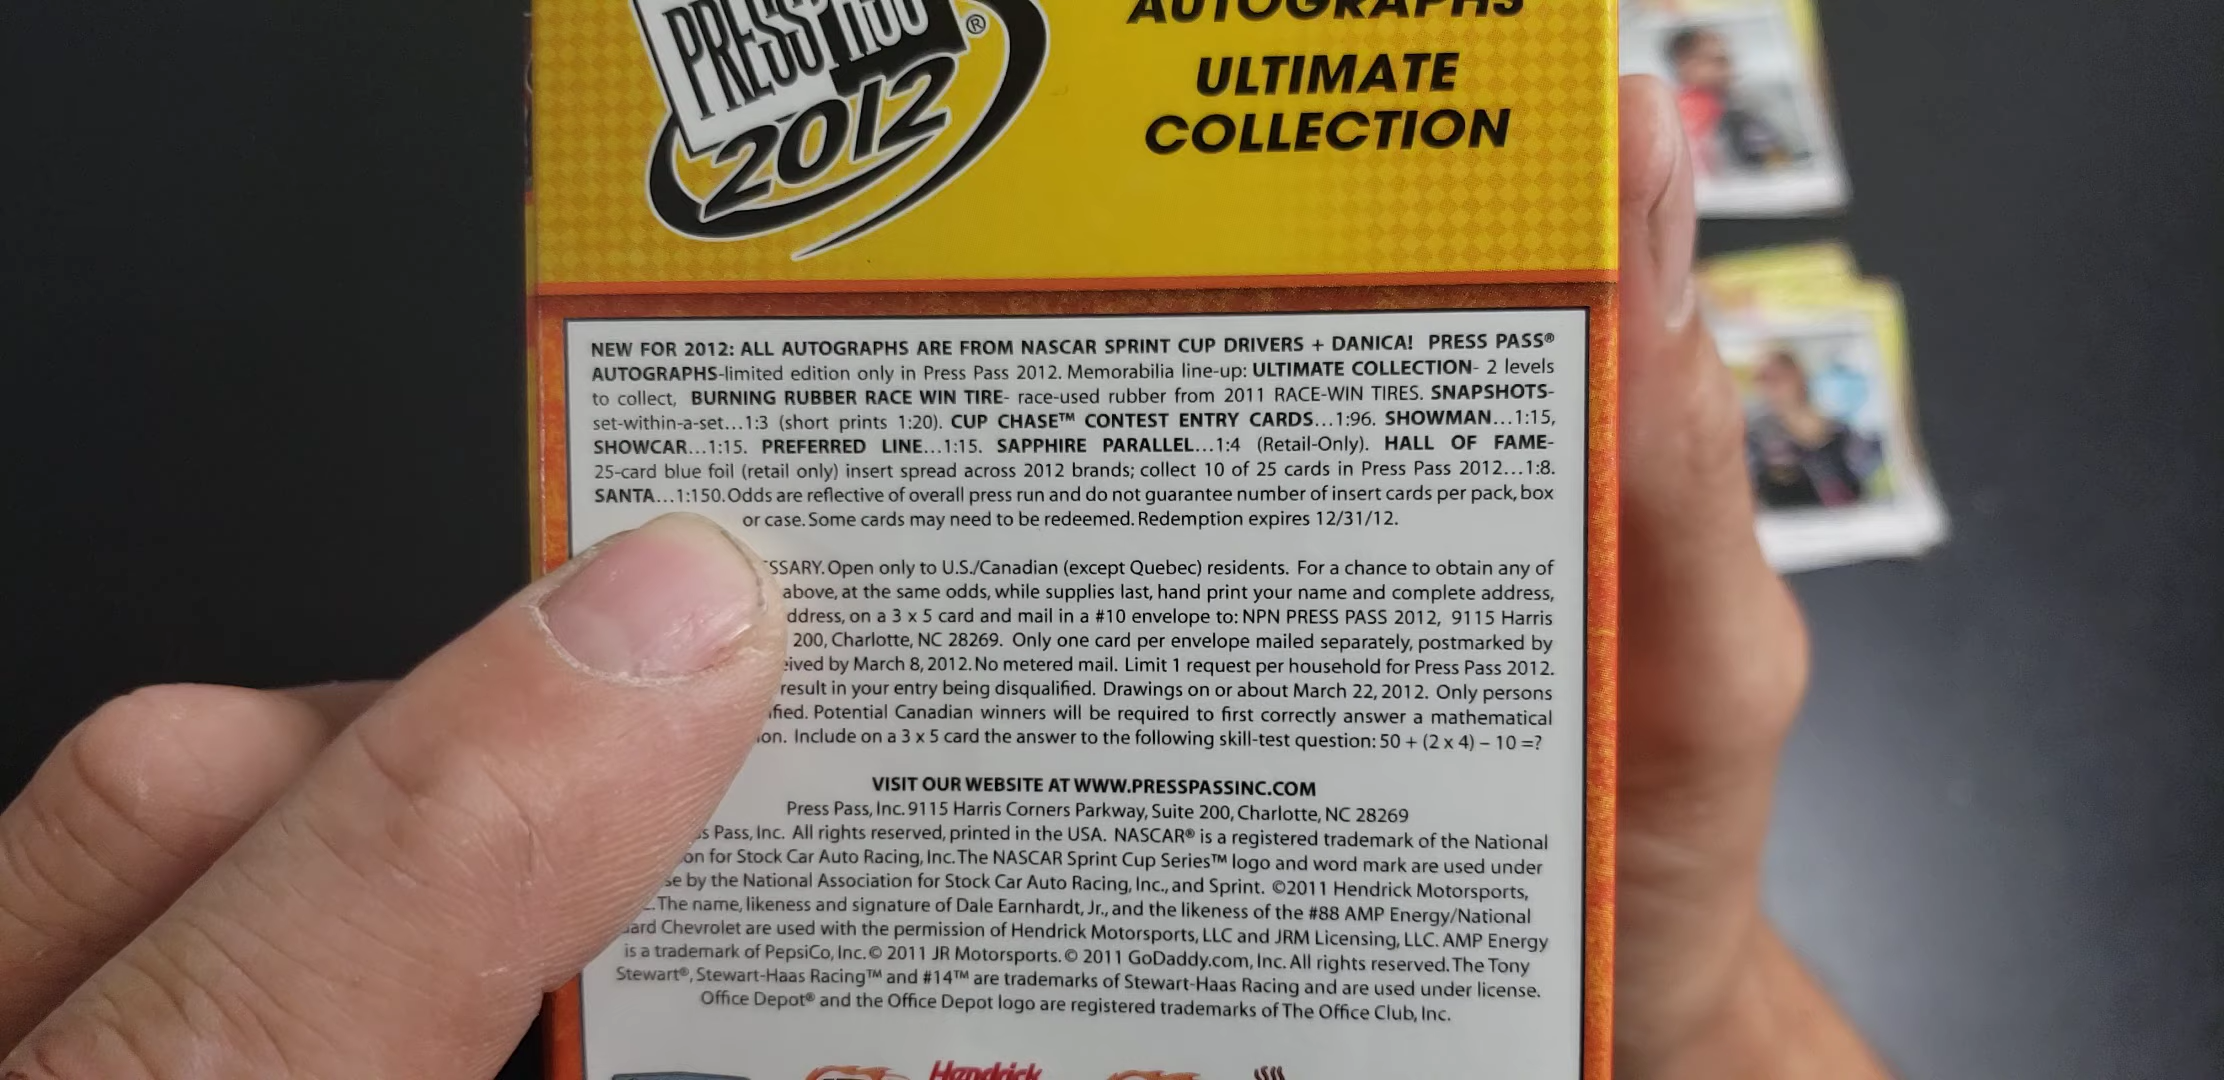 PRESS PASS®
2012
AUTOGRAPHS
ULTIMATE
COLLECTION
NEW FOR 2012: ALL AUTOGRAPHS ARE FROM NASCAR SPRINT CUP DRIVERS + DANICA! PRESS PASS®
AUTOGRAPHS-limited edition only in Press Pass 2012. Memorabilia line-up: ULTIMATE COLLECTION- 2 levels
to collect, BURNING RUBBER RACE WIN TIRE- race-used rubber from 2011 RACE-WIN TIRES. SNAPSHOTS-
set-within-a-set...1:3 (short prints 1:20). CUP CHASE™ CONTEST ENTRY CARDS...1:96. SHOWMAN...1:15,
SHOWCAR...1:15. PREFERRED LINE...1:15. SAPPHIRE PARALLEL...1:4 (Retail-Only). HALL OF FAME-
25-card blue foil (retail only) insert spread across 2012 brands; collect 10 of 25 cards in Press Pass 2012...1:8.
SANTA...1:150. Odds are reflective of overall press run and do not guarantee number of insert cards per pack, box
or case. Some cards may need to be redeemed. Redemption expires 12/31/12.
SSARY. Open only to U.S./Canadian (except Quebec) residents. For a chance to obtain any of
above, at the same odds, while supplies last, hand print your name and complete address,
ddress, on a 3 x 5 card and mail in a #10 envelope to: NPN PRESS PASS 2012, 9115 Harris
200, Charlotte, NC 28269. Only one card per envelope mailed separately, postmarked by
eived by March 8, 2012. No metered mail. Limit 1 request per household for Press Pass 2012.
result in your entry being disqualified. Drawings on or about March 22, 2012. Only persons
ified. Potential Canadian winners will be required to first correctly answer a mathematical
on. Include on a 3 x 5 card the answer to the following skill-test question: 50 + (2 x 4) – 10 =?
VISIT OUR WEBSITE AT WWW.PRESSPASSINC.COM
Press Pass, Inc. 9115 Harris Corners Parkway, Suite 200, Charlotte, NC 28269
s Pass, Inc. All rights reserved, printed in the USA. NASCAR® is a registered trademark of the National
on for Stock Car Auto Racing, Inc. The NASCAR Sprint Cup Series™ logo and word mark are used under
se by the National Association for Stock Car Auto Racing, Inc., and Sprint. ©2011 Hendrick Motorsports,
. The name, likeness and signature of Dale Earnhardt, Jr., and the likeness of the #88 AMP Energy/National
uard Chevrolet are used with the permission of Hendrick Motorsports, LLC and JRM Licensing, LLC. AMP Energy
is a trademark of PepsiCo, Inc. © 2011 JR Motorsports. © 2011 GoDaddy.com, Inc. All rights reserved. The Tony
Stewart®, Stewart-Haas Racing™ and #14™ are trademarks of Stewart-Haas Racing and are used under license.
Office Depot® and the Office Depot logo are registered trademarks of The Office Club, Inc.
Hendrick